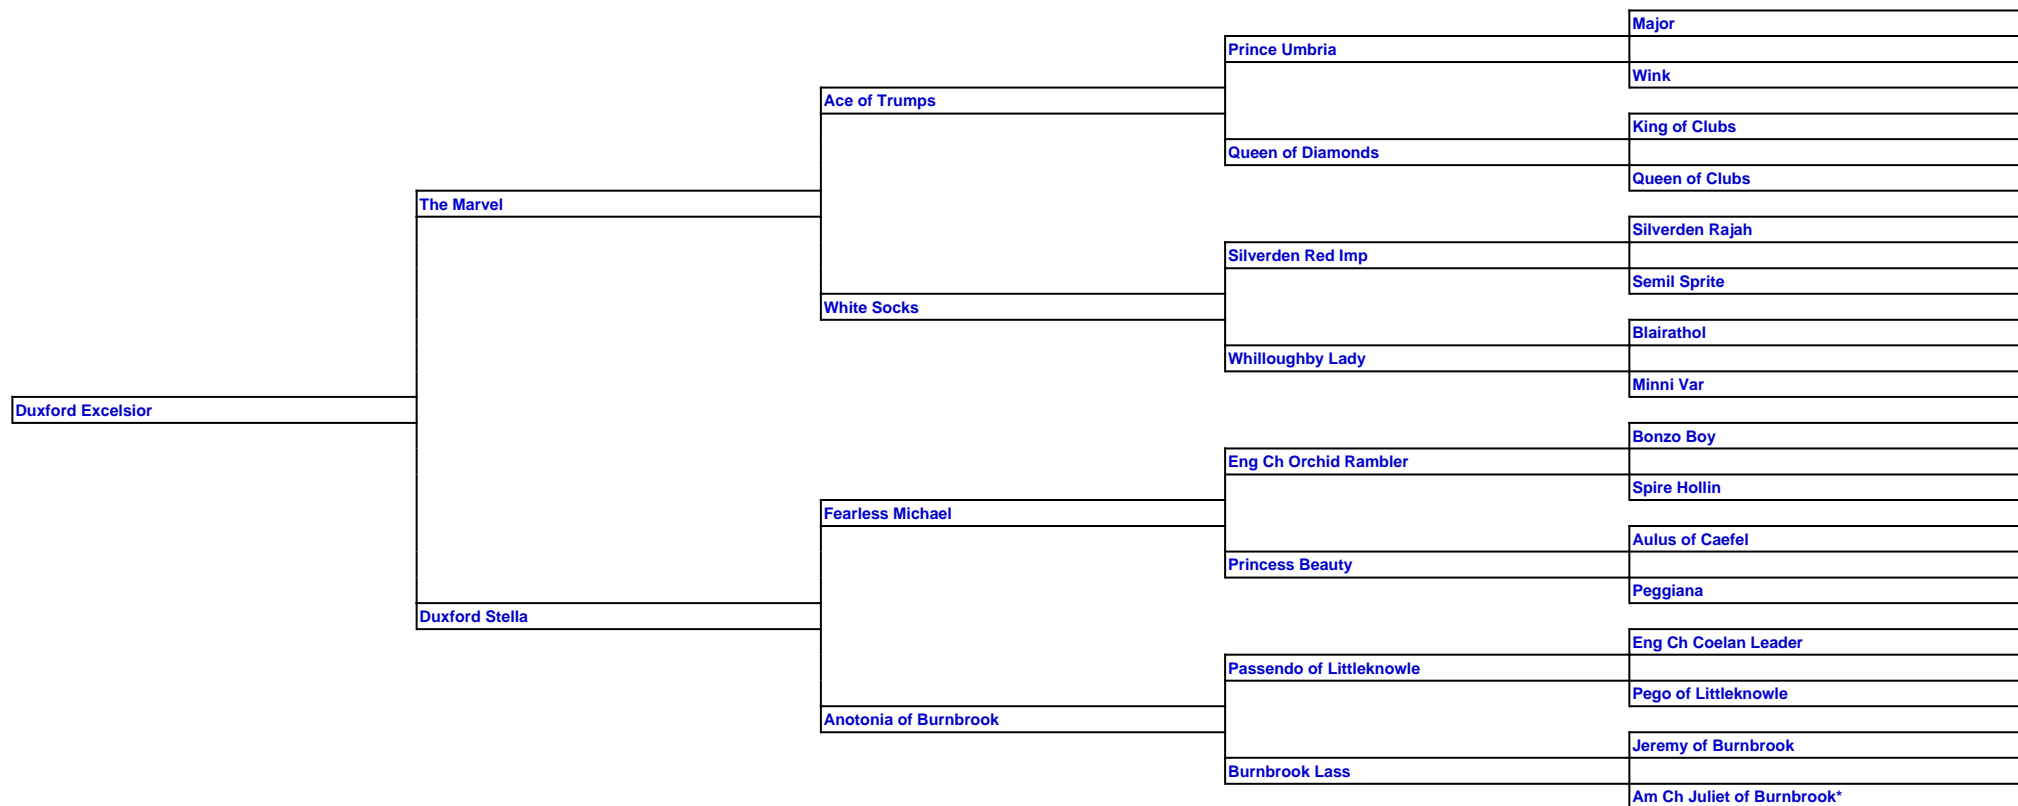 Major
Prince Umbria
Wink
Ace of Trumps
King of Clubs
Queen of Diamonds
Queen of Clubs
The Marvel
Silverden Rajah
Silverden Red Imp
Semil Sprite
White Socks
Blairathol
Whilloughby Lady
Minni Var
Duxford Excelsior
Bonzo Boy
Eng Ch Orchid Rambler
Spire Hollin
Fearless Michael
Aulus of Caefel
Princess Beauty
Peggiana
Duxford Stella
Eng Ch Coelan Leader
Passendo of Littleknowle
Pego of Littleknowle
Anotonia of Burnbrook
Jeremy of Burnbrook
Burnbrook Lass
Am Ch Juliet of Burnbrook*